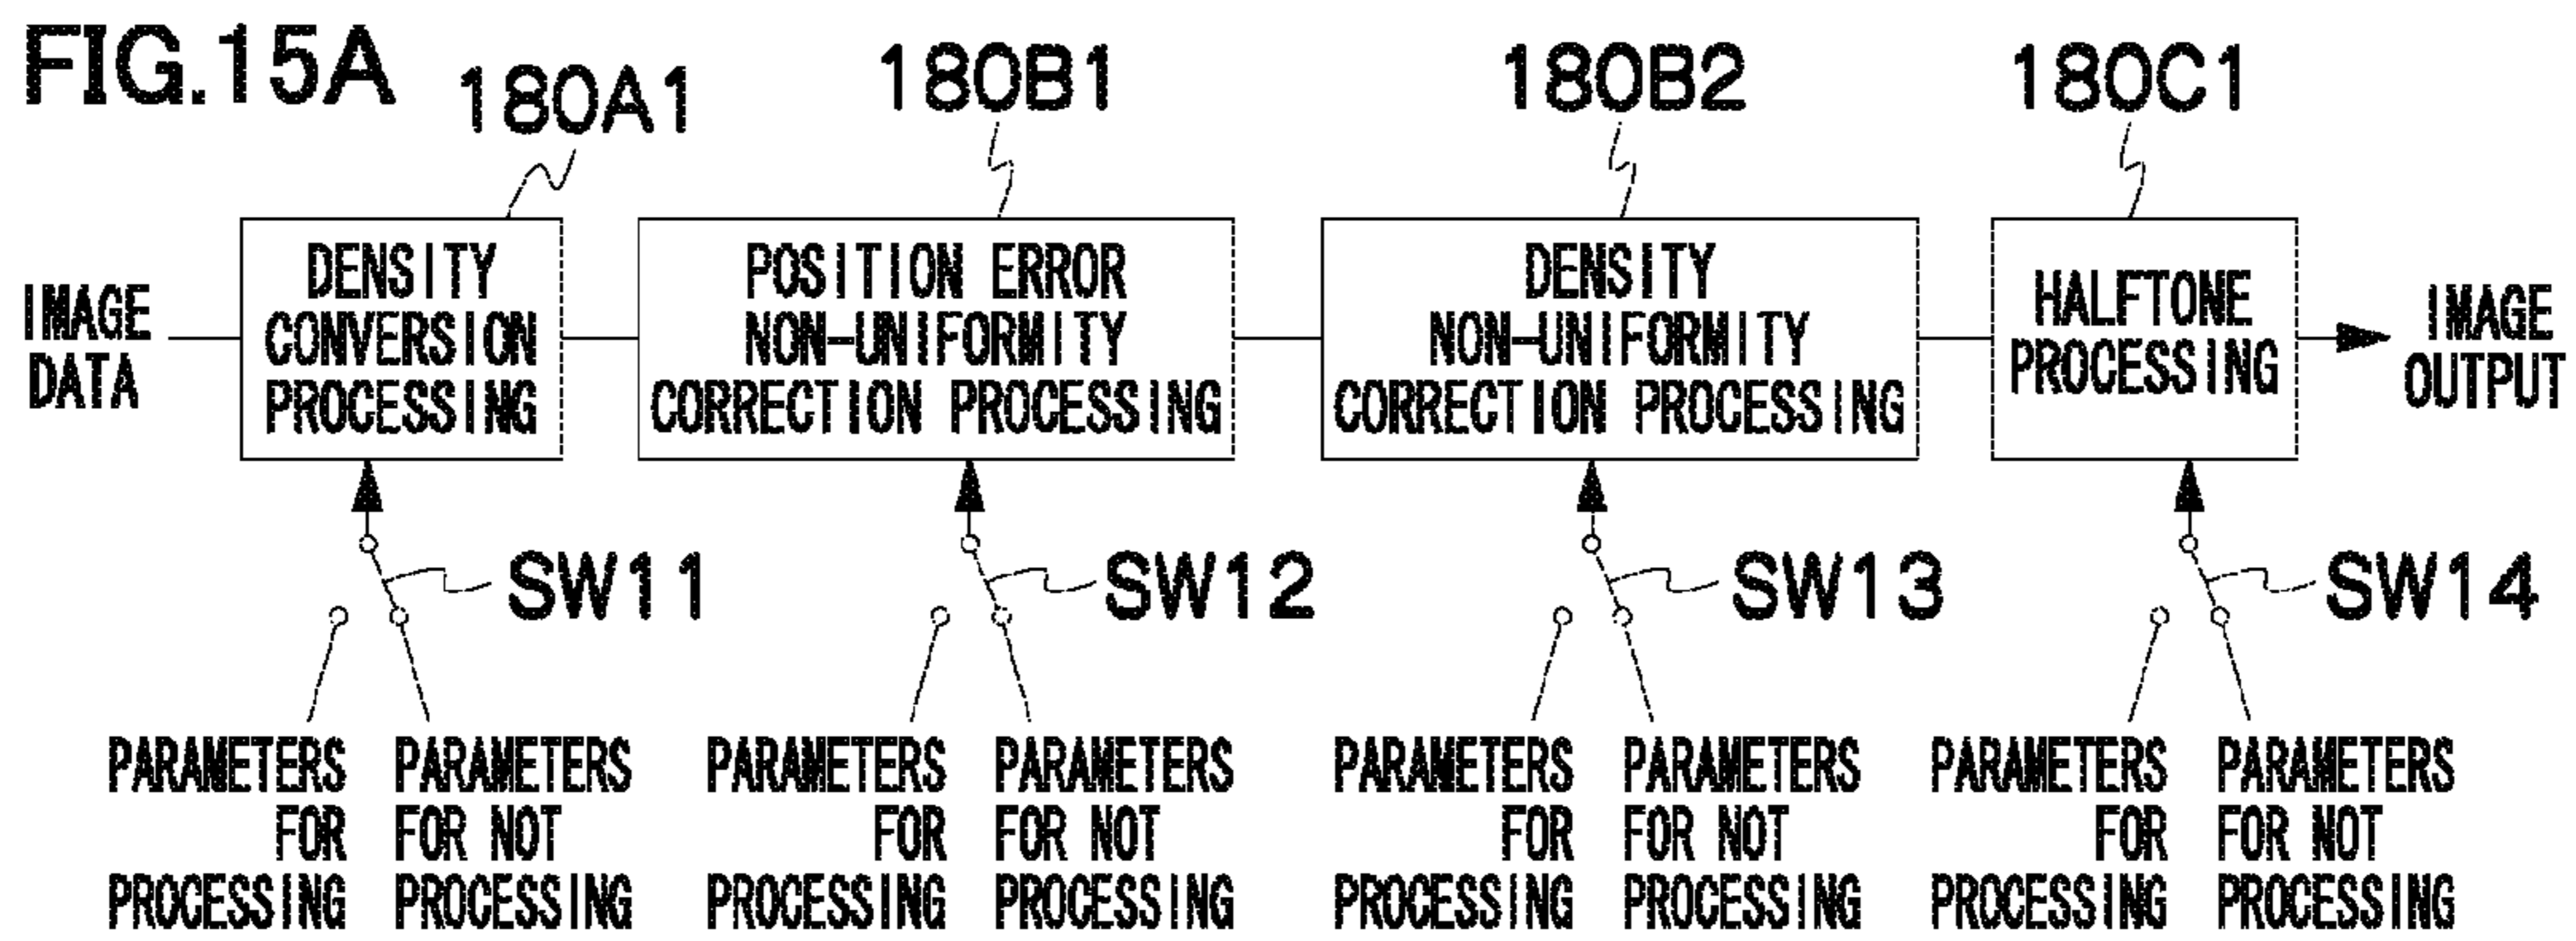 FIG.15A
180A1
180B1
180B2
180C1
IMAGE
DATA
DENSITY
CONVERSION
PROCESSING
POSITION ERROR
NON-UNIFORMITY
CORRECTION PROCESSING
DENSITY
NON-UNIFORMITY
CORRECTION PROCESSING
HALFTONE
PROCESSING
IMAGE
OUTPUT
SW11
SW12
SW13
SW14
PARAMETERS
FOR
PROCESSING
PARAMETERS
FOR NOT
PROCESSING
PARAMETERS
FOR
PROCESSING
PARAMETERS
FOR NOT
PROCESSING
PARAMETERS
FOR
PROCESSING
PARAMETERS
FOR NOT
PROCESSING
PARAMETERS
FOR
PROCESSING
PARAMETERS
FOR NOT
PROCESSING